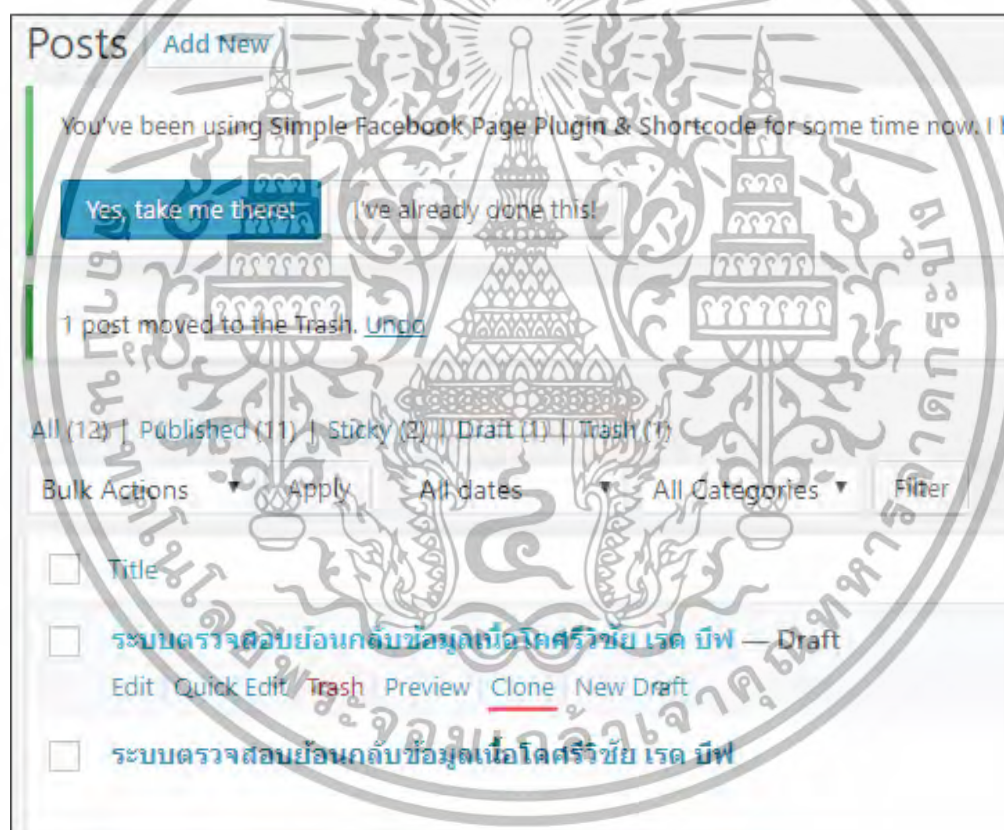 Posts Add New
You've been using Simple Facebook Page Plugin & Shortcode for some time now. I
Yes, take me there! I've already done this!
1 post moved to the Trash. Undo
All (12) | Published (11) | Sticky (2) | Draft (1) | Trash (1)
Bulk Actions Apply All dates All Categories Filter
Title
ระบบตรวจสอบย้อนกลับข้อมูลเนื้อโคศรีวิชัย เรด บีฟ — Draft
Edit Quick Edit Trash Preview Clone New Draft
ระบบตรวจสอบย้อนกลับข้อมูลเนื้อโคศรีวิชัย เรด บีฟ